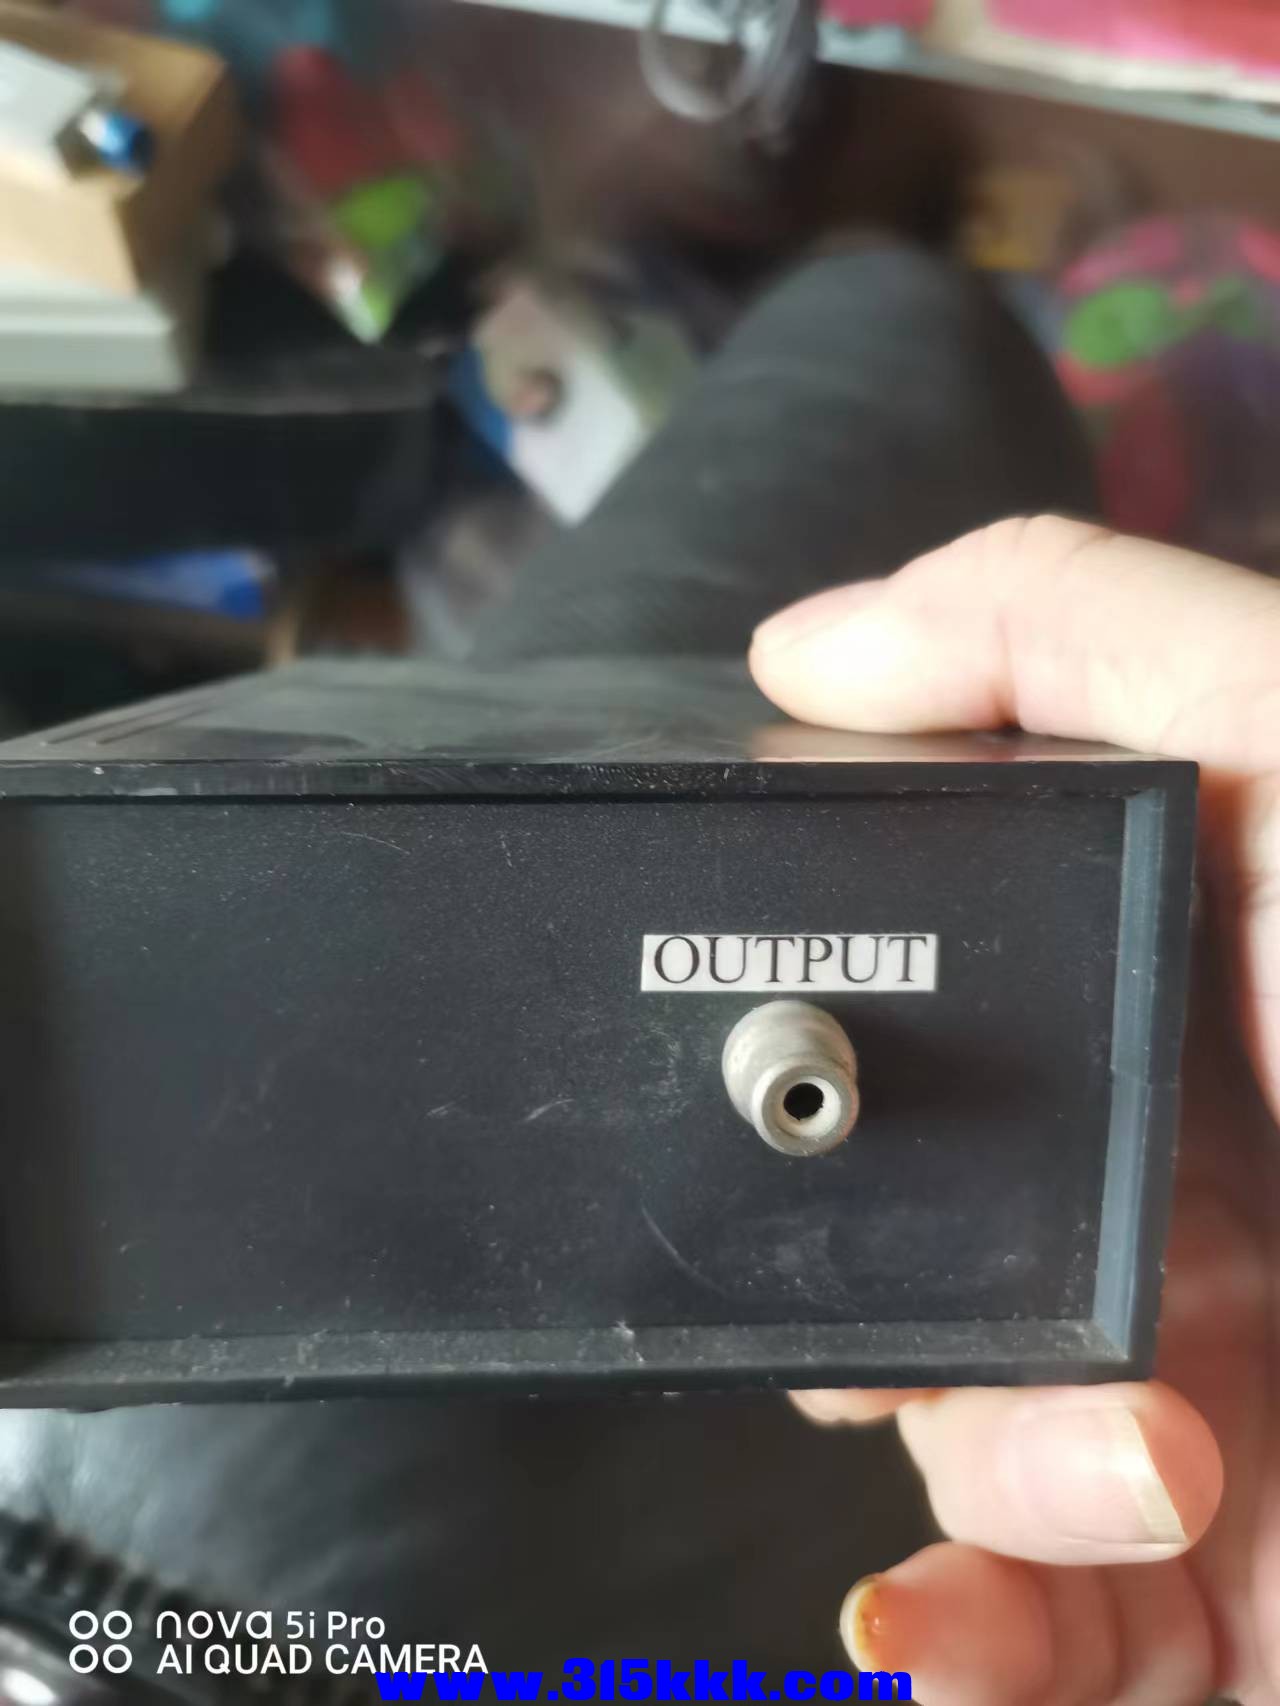 OUTPUT
nova 5i Pro
AI QUAD CAMERA
www.315kkk.com